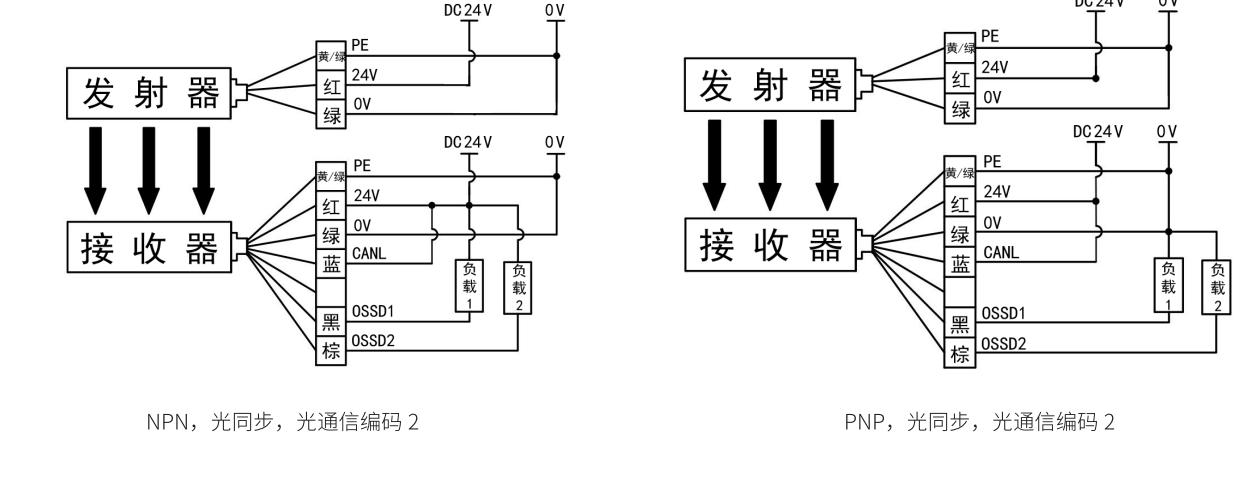 DC24V 0V
黄/绿 PE
红 24V
绿 0V
发射器
DC24V 0V
黄/绿 PE
红 24V
绿 0V
蓝 CANL
黑 OSSD1
棕 OSSD2
接收器
负载1
负载2
NPN，光同步，光通信编码 2
DC24V 0V
黄/绿 PE
红 24V
绿 0V
发射器
DC24V 0V
黄/绿 PE
红 24V
绿 0V
蓝 CANL
黑 OSSD1
棕 OSSD2
接收器
负载1
负载2
PNP，光同步，光通信编码 2